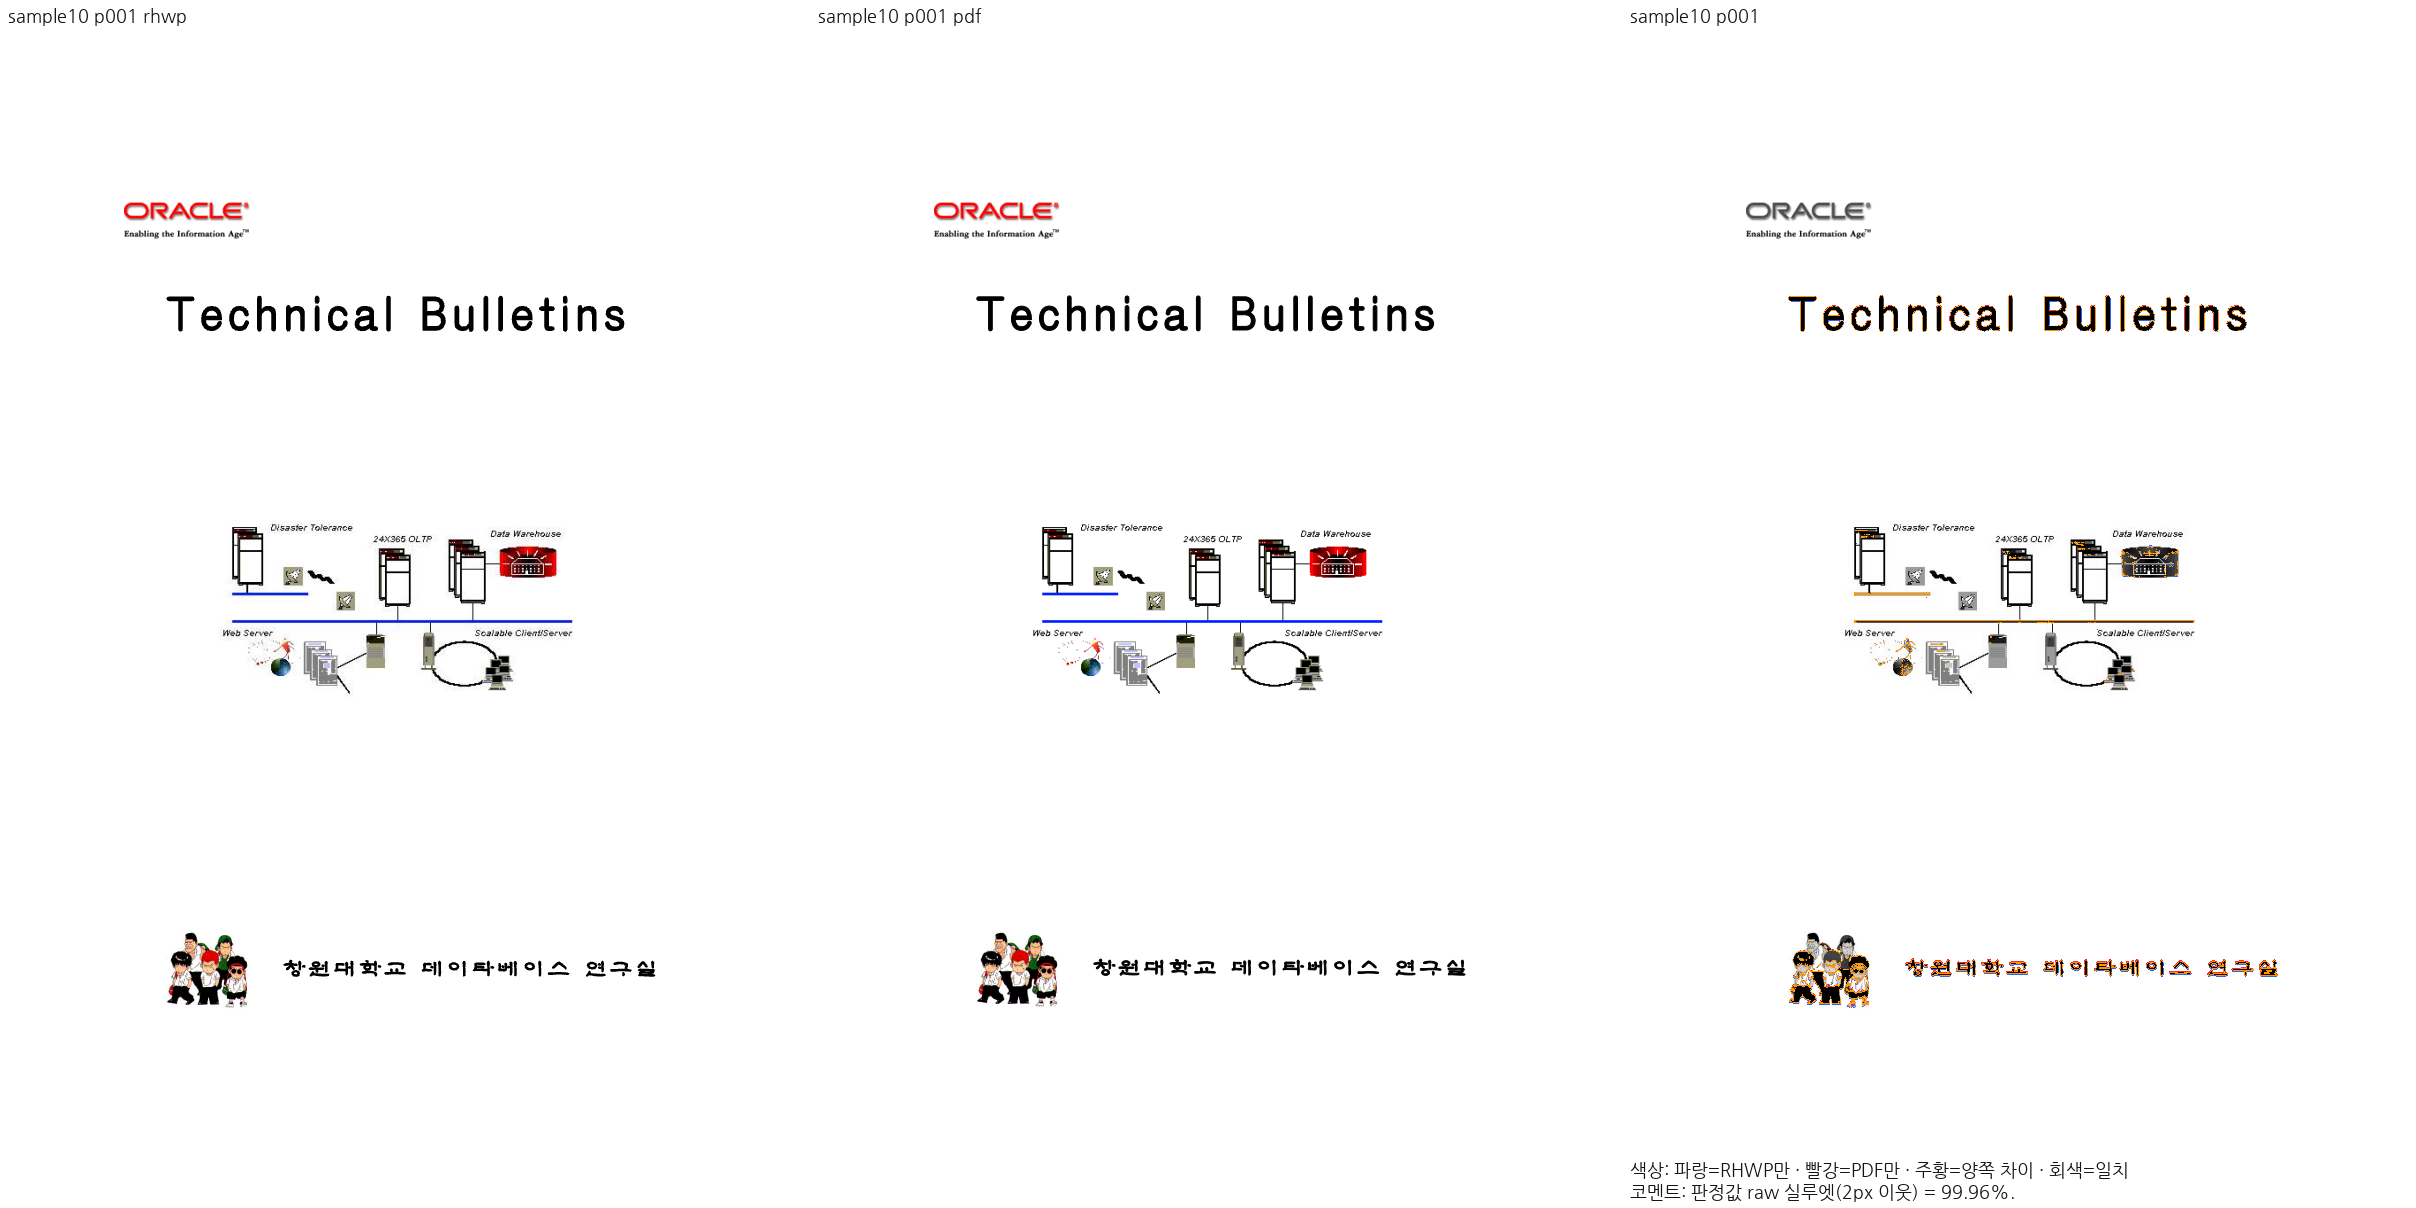 sample10 p001 rhwp
ORACLE®
Enabling the Information Age™
Technical Bulletins
Disaster Tolerance
24X365 OLTP
Data Warehouse
Web Server
Scalable Client/Server
창원대학교 데이타베이스 연구실
sample10 p001 pdf
ORACLE®
Enabling the Information Age™
Technical Bulletins
Disaster Tolerance
24X365 OLTP
Data Warehouse
Web Server
Scalable Client/Server
창원대학교 데이타베이스 연구실
sample10 p001
ORACLE®
Enabling the Information Age™
Technical Bulletins
Disaster Tolerance
24X365 OLTP
Data Warehouse
Web Server
Scalable Client/Server
창원대학교 데이타베이스 연구실
색상: 파랑=RHWP만 · 빨강=PDF만 · 주황=양쪽 차이 · 회색=일치
코멘트: 판정값 raw 실루엣(2px 이웃) = 99.96%.